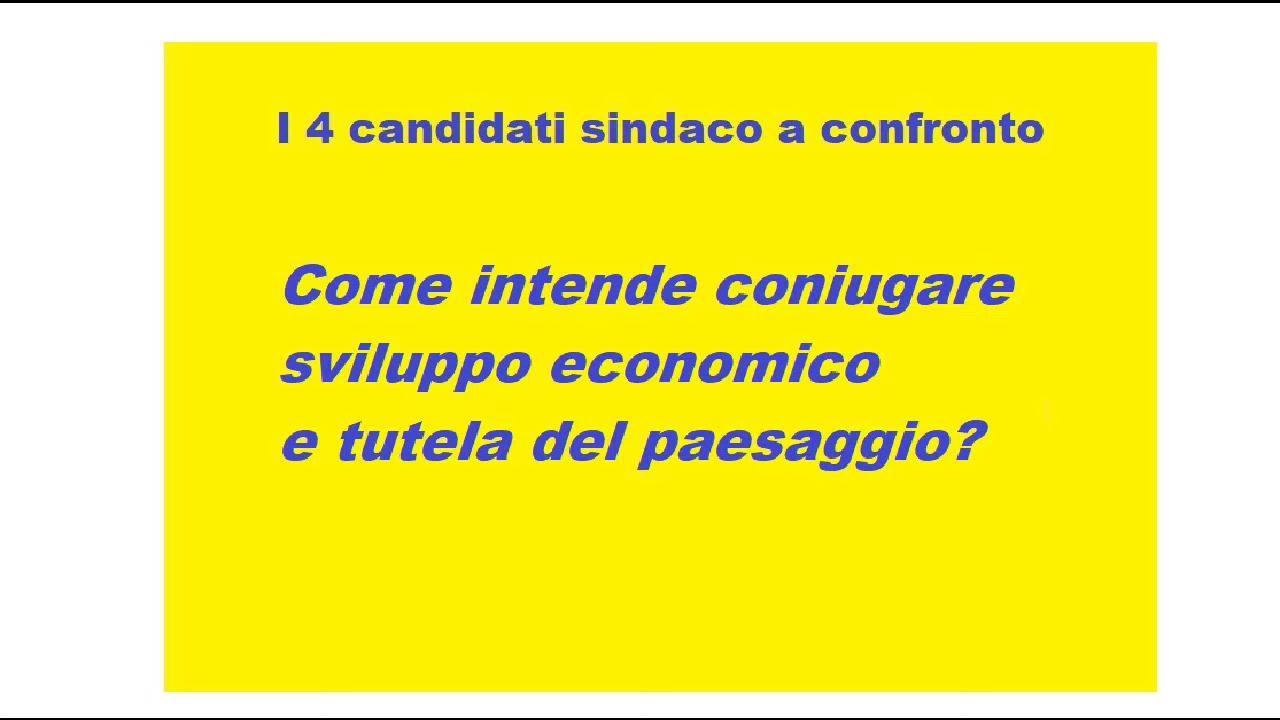 I 4 candidati sindaco a confronto
Come intende coniugare
sviluppo economico
e tutela del paesaggio?